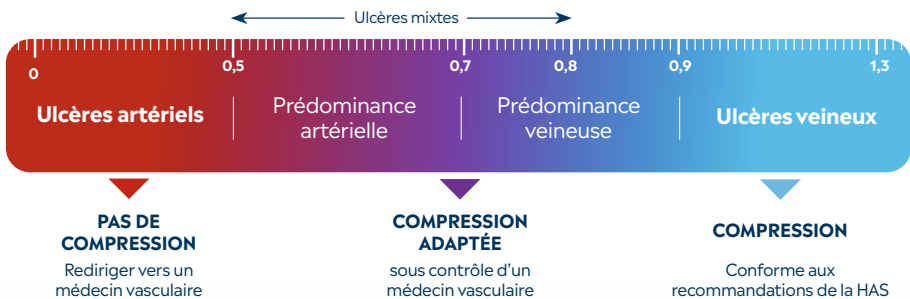 Ulcères mixtes
0
0,5
0,7
0,8
0,9
1,3
Ulcères artériels
Prédominance
artérielle
Prédominance
veineuse
Ulcères veineux
PAS DE
COMPRESSION
Rediriger vers un
médecin vasculaire
COMPRESSION
ADAPTÉE
sous contrôle d’un
médecin vasculaire
COMPRESSION
Conforme aux
recommandations de la HAS